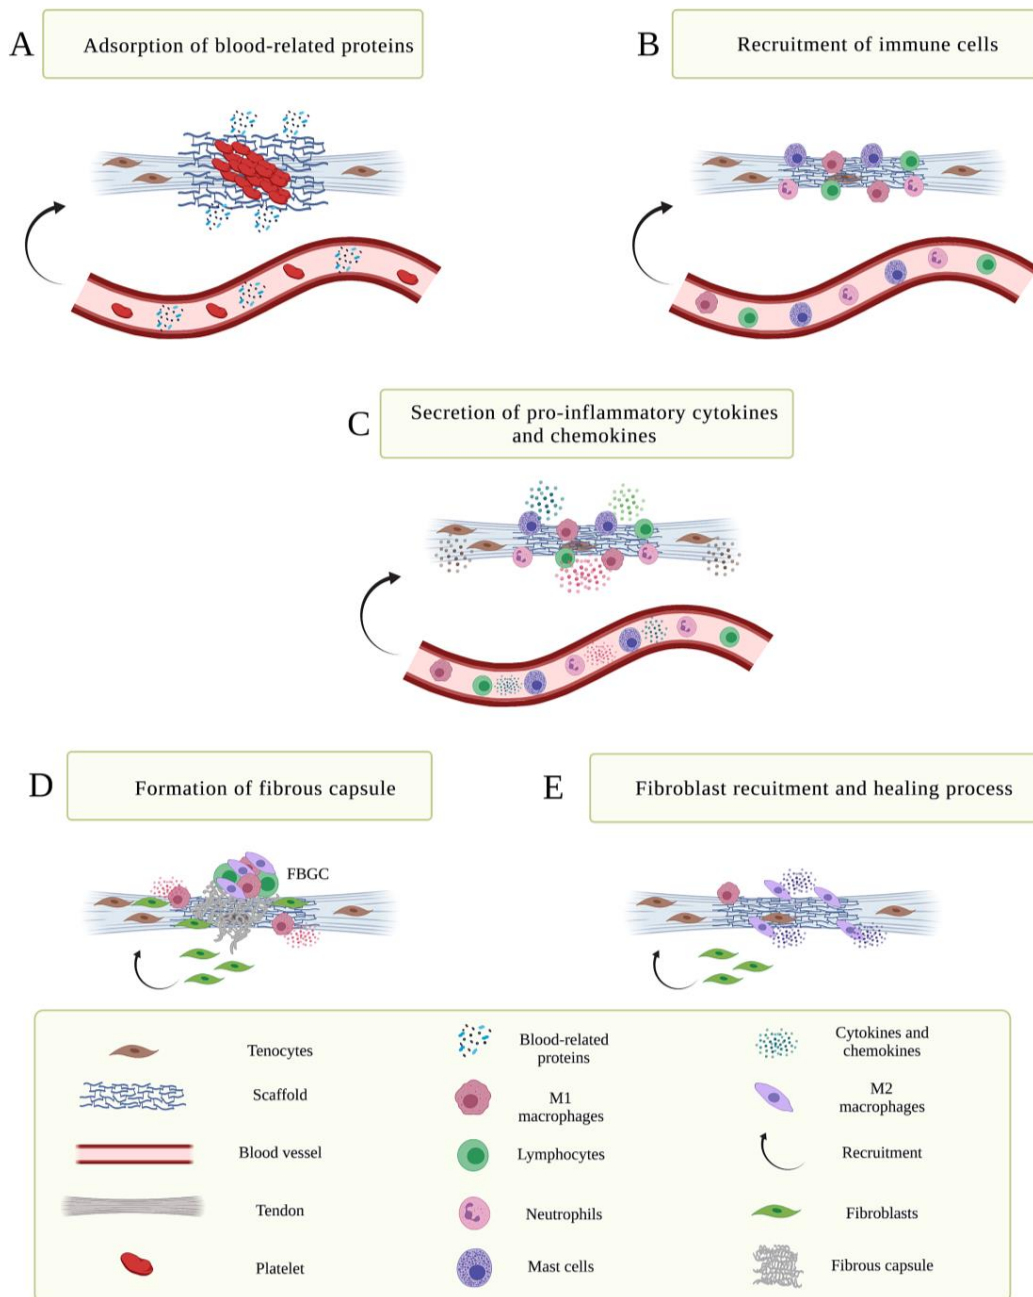 A
Adsorption of blood-related proteins
B
Recruitment of immune cells
C
Secretion of pro-inflammatory cytokines
and chemokines
D
Formation of fibrous capsule
E
Fibroblast recuitment and healing process
FBGC
Tenocytes
Blood-related
proteins
Cytokines and
chemokines
Scaffold
M1
macrophages
M2
macrophages
Blood vessel
Lymphocytes
Recruitment
Tendon
Neutrophils
Fibroblasts
Platelet
Mast cells
Fibrous capsule